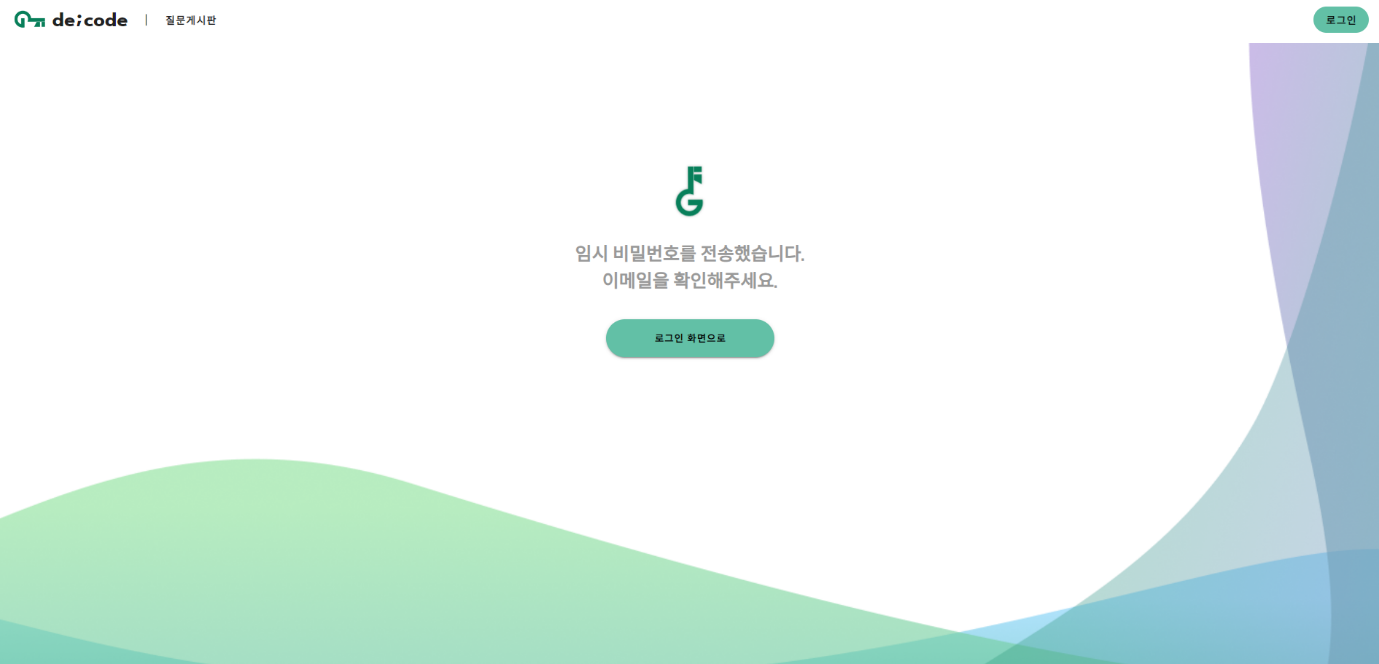 de;code | 질문게시판
로그인
임시 비밀번호를 전송했습니다.
이메일을 확인해주세요.
로그인 화면으로